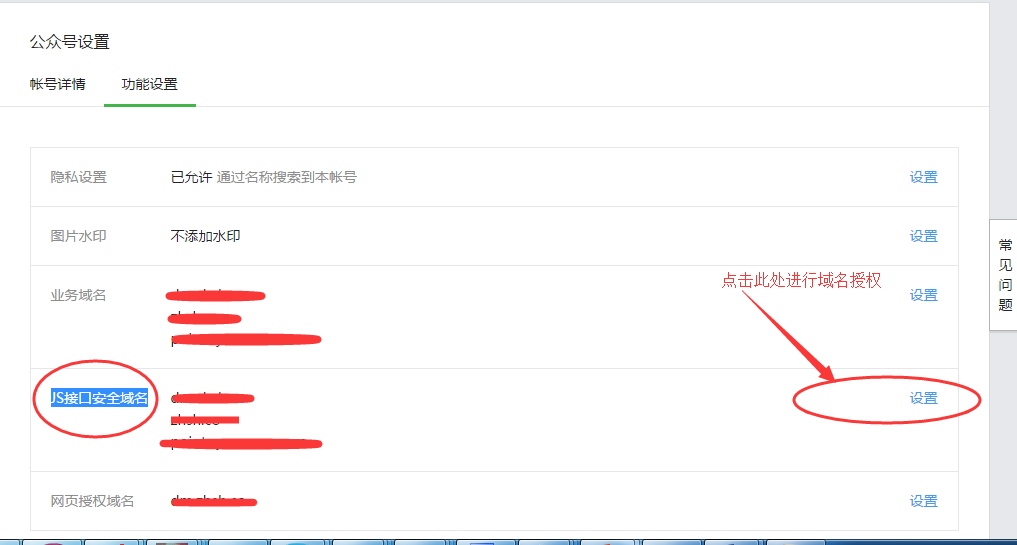 公众号设置
帐号详情 功能设置
隐私设置 已允许 通过名称搜索到本帐号 设置
图片水印 不添加水印 设置
点击此处进行域名授权
业务域名 设置
JS接口安全域名 设置
网页授权域名 设置
常见问题